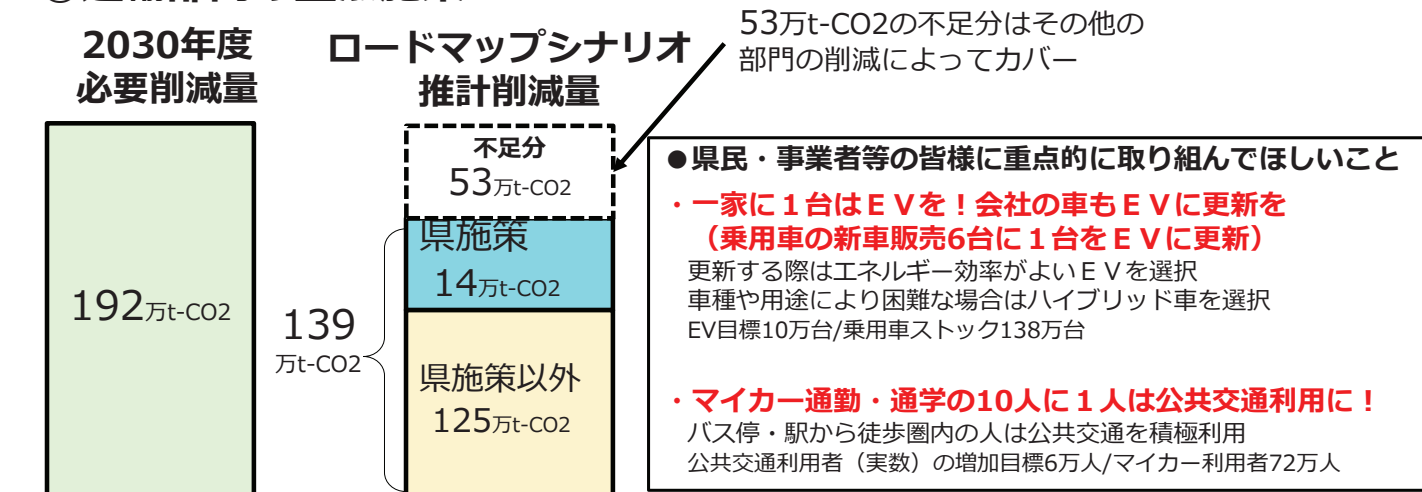 2030年度
必要削減量
ロードマップシナリオ
推計削減量
53万t-CO2の不足分はその他の
部門の削減によってカバー
192万t-CO2
139
万t-CO2
不足分
53万t-CO2
県施策
14万t-CO2
県施策以外
125万t-CO2
●県民・事業者等の皆様に重点的に取り組んでほしいこと
・一家に１台はＥＶを！会社の車もＥＶに更新を
（乗用車の新車販売6台に１台をＥＶに更新）
更新する際はエネルギー効率がよいＥＶを選択
車種や用途により困難な場合はハイブリッド車を選択
EV目標10万台/乗用車ストック138万台
・マイカー通勤・通学の10人に１人は公共交通利用に！
バス停・駅から徒歩圏内の人は公共交通を積極利用
公共交通利用者（実数）の増加目標6万人/マイカー利用者72万人